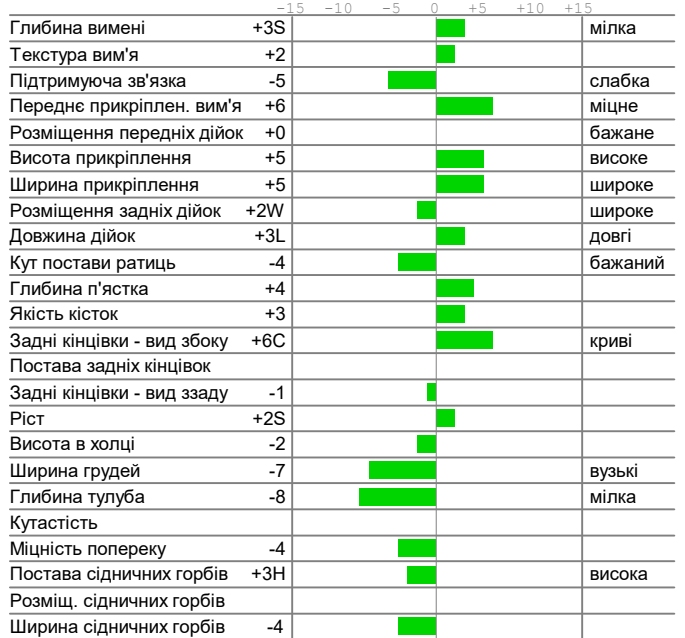 -15 -10 -5 0 +5 +10 +15
Глибина вимені +3S мілка
Текстура вим'я +2
Підтримуюча зв'язка -5 слабка
Переднє прикріплен. вим'я +6 міцне
Розміщення передніх дійок +0 бажане
Висота прикріплення +5 високе
Ширина прикріплення +5 широке
Розміщення задніх дійок +2W широке
Довжина дійок +3L довгі
Кут постави ратиць -4 бажаний
Глибина п'ястка +4
Якість кісток +3
Задні кінцівки - вид збоку +6C криві
Постава задніх кінцівок
Задні кінцівки - вид ззаду -1
Ріст +2S
Висота в холці -2
Ширина грудей -7 вузькі
Глибина тулуба -8 мілка
Кутастість
Міцність попереку -4
Постава сідничних горбів +3H висока
Розміщ. сідничних горбів
Ширина сідничних горбів -4